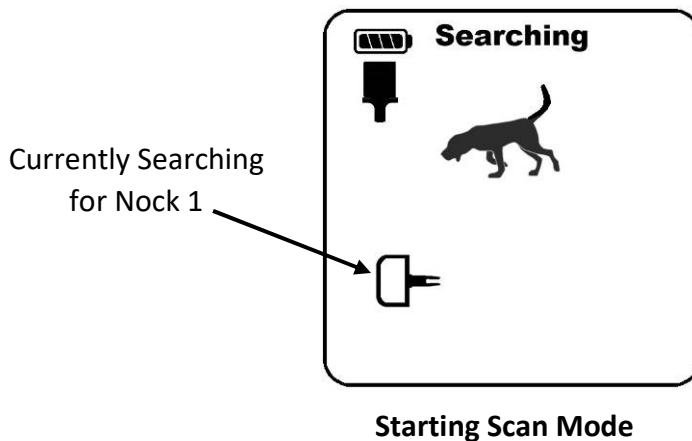 Searching
Currently Searching
for Nock 1
Starting Scan Mode